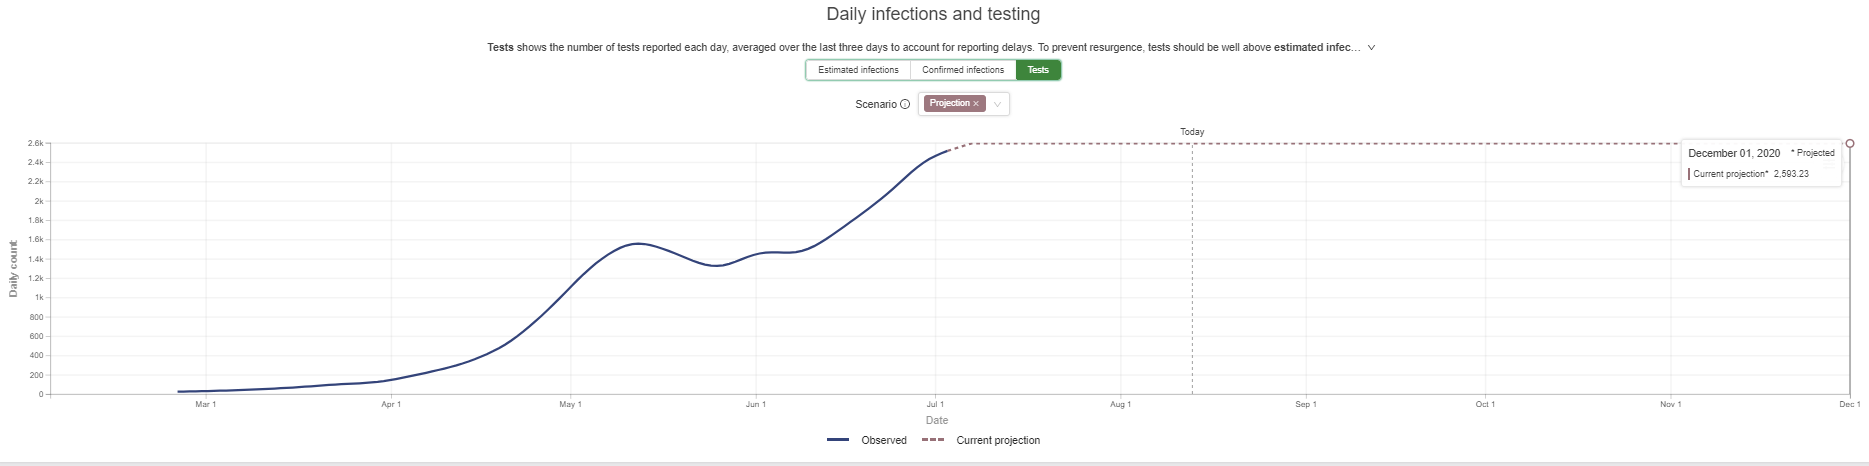 Daily infections and testing
Tests shows the number of tests reported each day, averaged over the last three days to account for reporting delays. To prevent resurgence, tests should be well above estimated infec...
Estimated infections Confirmed infections Tests
Scenario Projection ×
Today
2.6k
2.4k
2.2k
2k
1.8k
1.6k
1.4k
1.2k
1k
800
600
400
200
0
Daily count
December 01, 2020 * Projected
Current projection* 2,593.23
Mar 1 Apr 1 May 1 Jun 1 Jul 1 Aug 1 Sep 1 Oct 1 Nov 1 Dec 1
Date
Observed Current projection